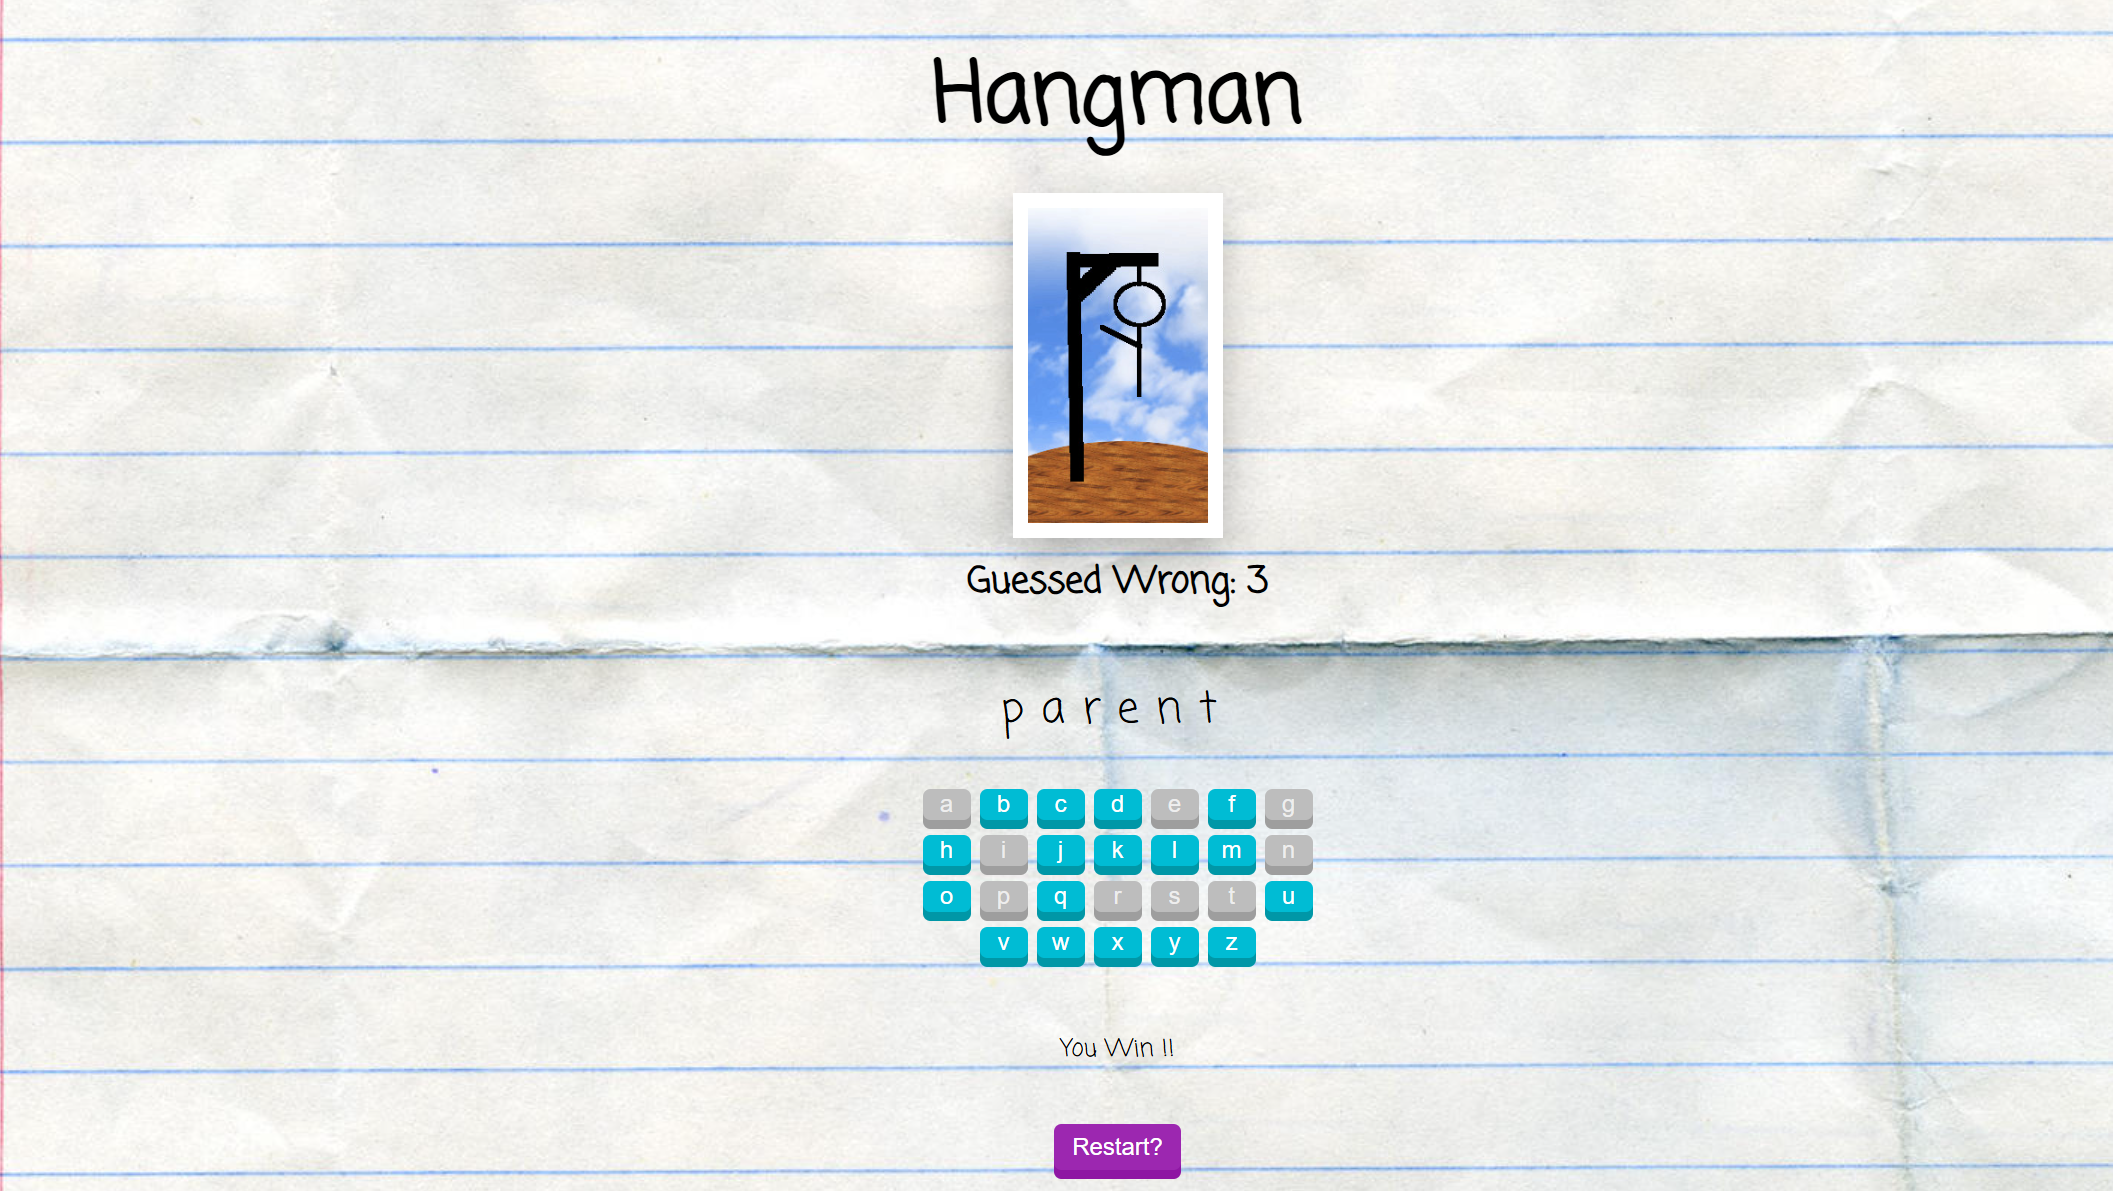 Hangman
Guessed Wrong: 3
p a r e n t
a b c d e f g
h i j k l m n
o p q r s t u
v w x y z
You Win !!
Restart?